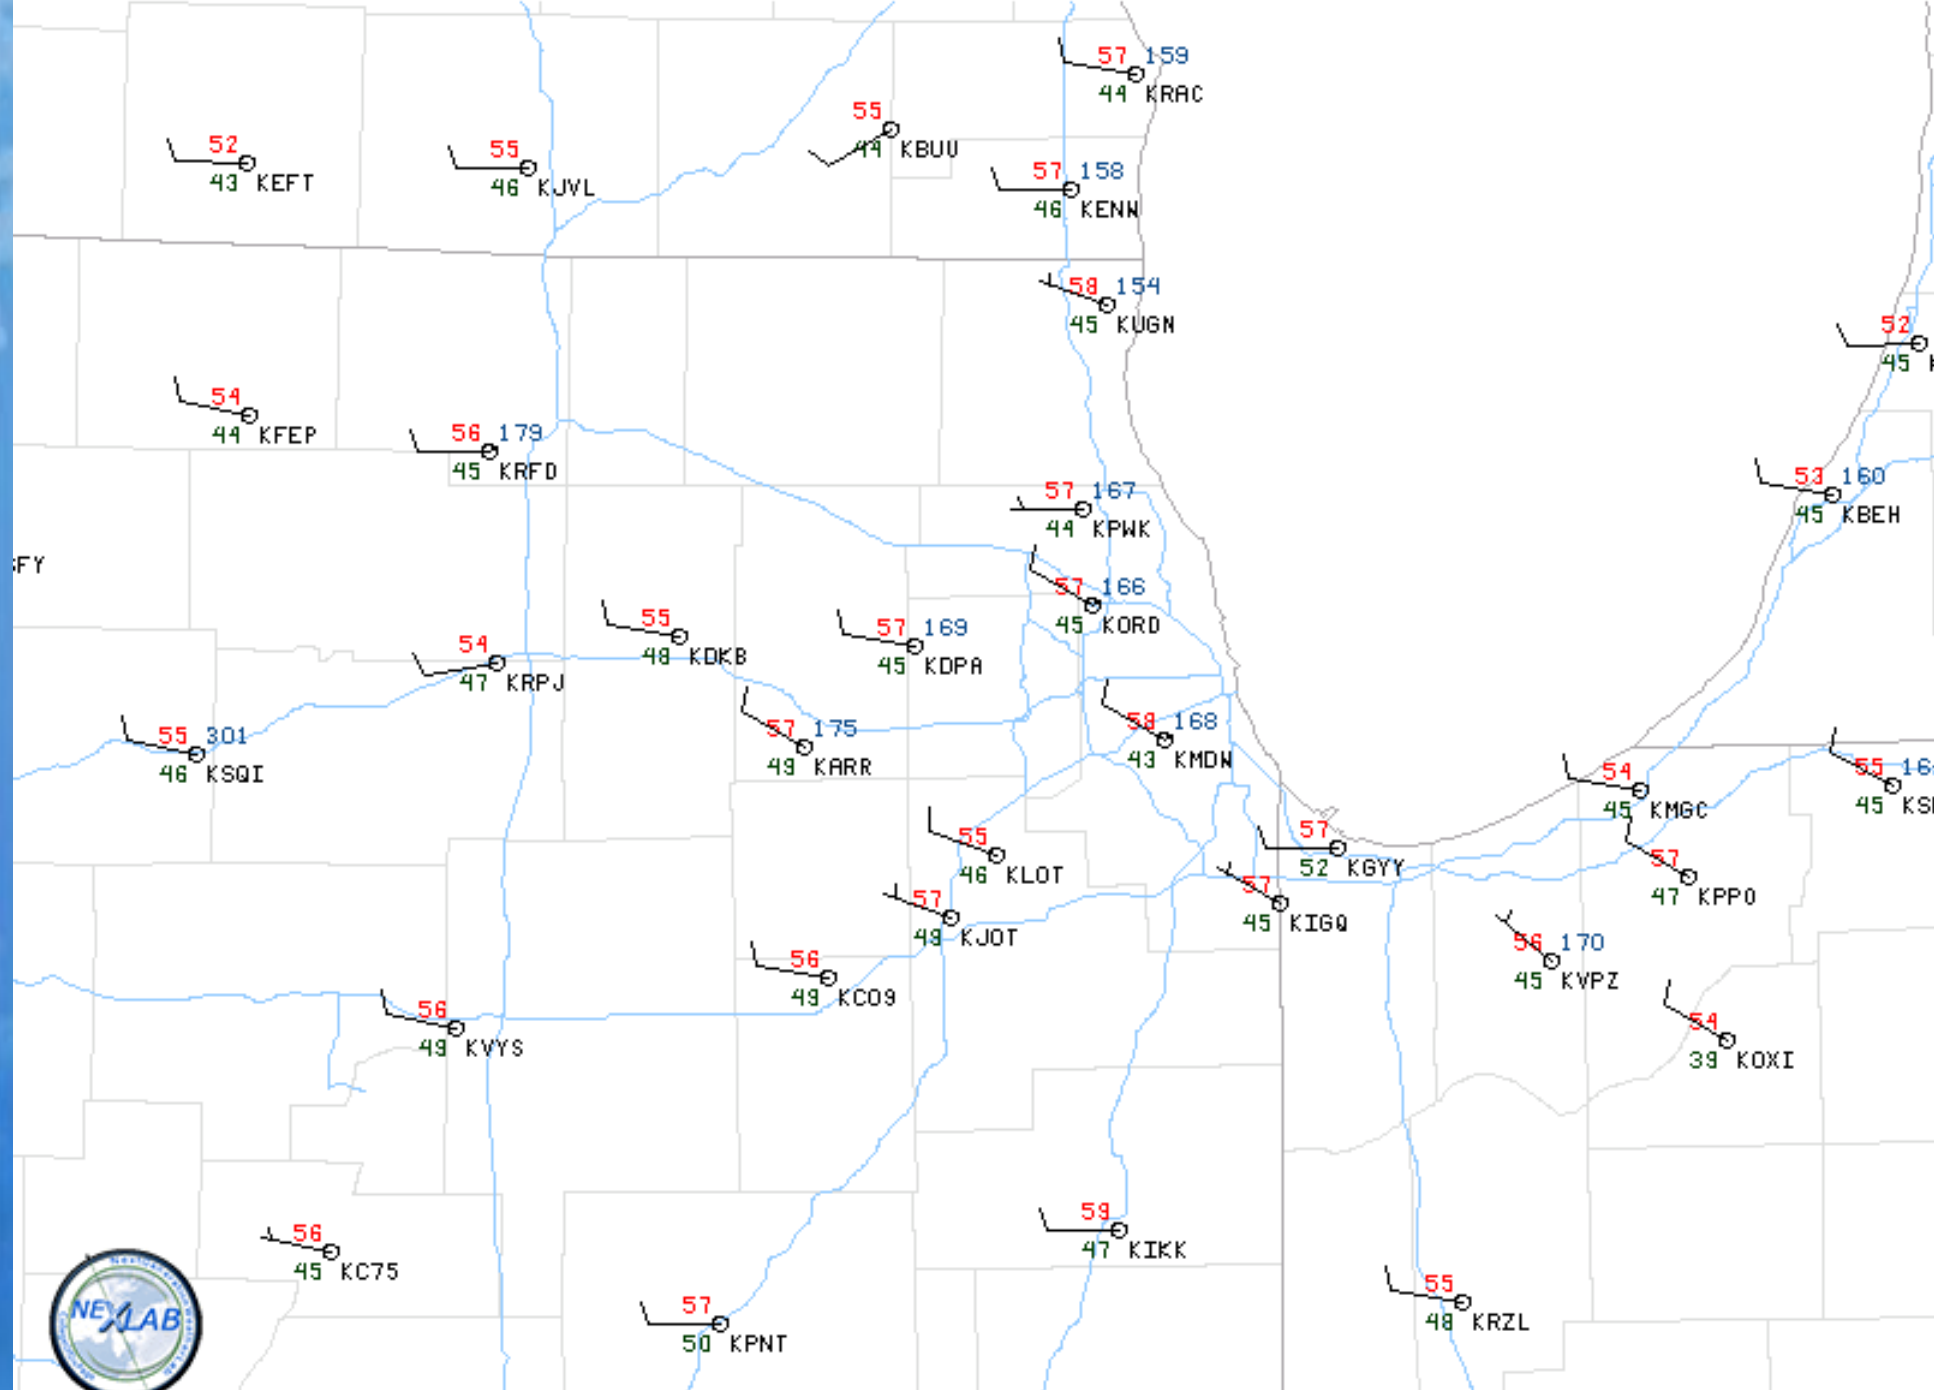 57 159
44 KRAC
55
44 KBUU
52
43 KEFT
55
46 KJVL
57 158
46 KENW
58 154
45 KUGN
52
45
54
44 KFEP
56 179
45 KRFD
53 160
45 KBEH
57 167
44 KPWK
57 166
45 KORD
55
48 KDKB
57 169
45 KDPA
54
47 KRPJ
55 301
46 KSQI
57 175
49 KARR
58 168
43 KMDW
54
45 KMGC
55
45
55
46 KLOT
57
52 KGYY
57
47 KPPO
57
45 KIGQ
57
49 KJOT
56 170
45 KVPZ
56
49 KC09
56
49 KVYS
54
39 KOXI
59
47 KIKK
56
45 KC75
55
48 KRZL
57
50 KPNT
NEXLAB